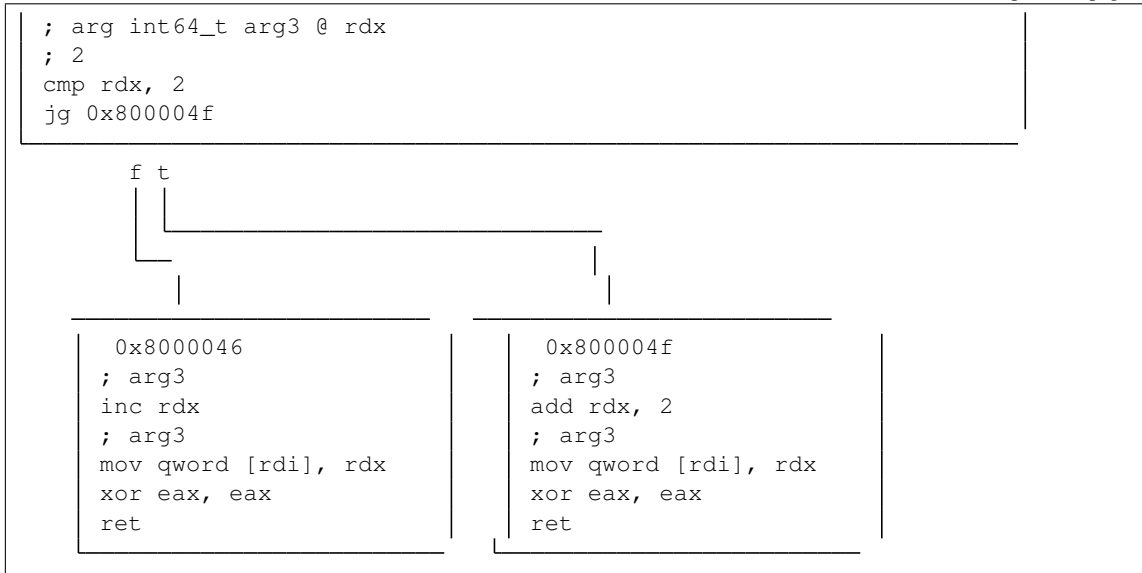 ; arg int64_t arg3 @ rdx
; 2
cmp rdx, 2
jg 0x800004f
f t
0x8000046
; arg3
inc rdx
; arg3
mov qword [rdi], rdx
xor eax, eax
ret
0x800004f
; arg3
add rdx, 2
; arg3
mov qword [rdi], rdx
xor eax, eax
ret